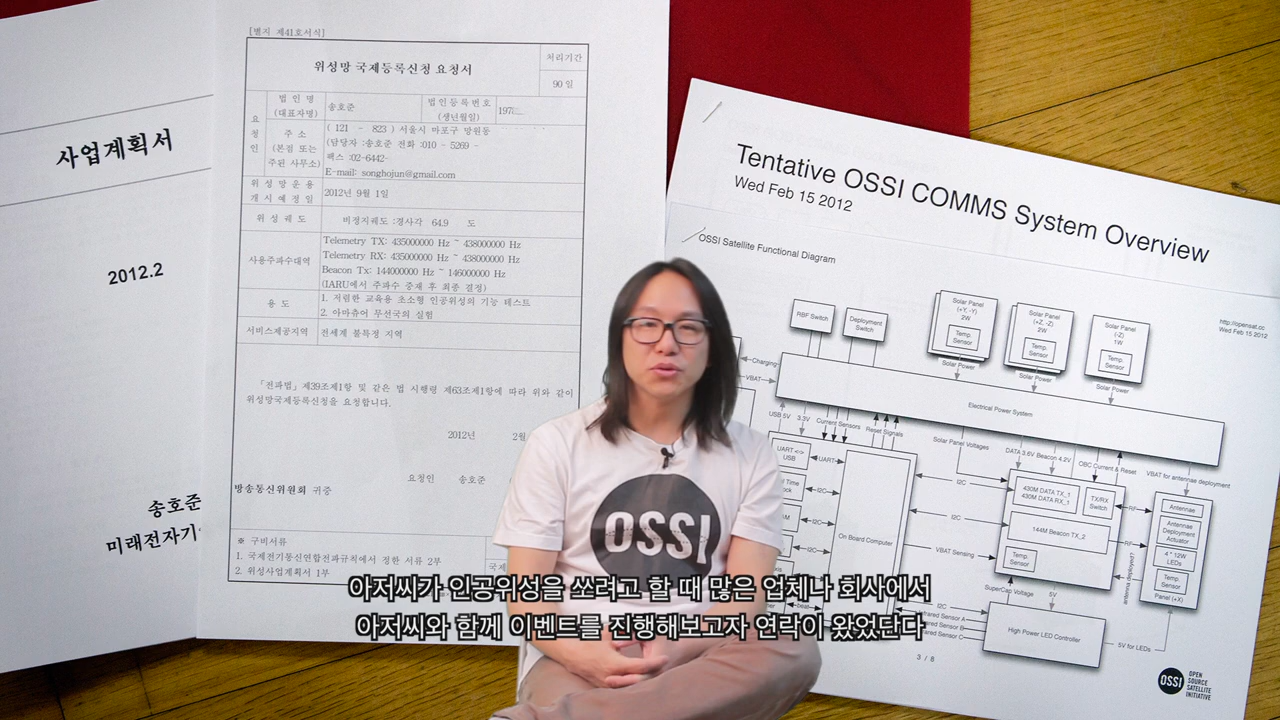 사업계획서
2012.2
송호준
미래전자기
[별지 제41호서식]
위성망 국제등록신청 요청서
처리기간
90 일
요청인
법 인 명
(대표자명)
송호준
법인등록번호
(생년월일)
197
주 소
(본점 또는
주된 사무소)
( 121 - 823 ) 서울시 마포구 망원동
(담당자 :송호준 전화 :010 - 5269 -
팩스 :02-6442-
E-mail: songhojun@gmail.com
위성망운용
개시예정일
2012년 9월 1일
위 성 궤 도
비정지궤도 :경사각 64.9 도
사용주파수대역
Telemetry TX: 435000000 Hz ~ 438000000 Hz
Telemetry RX: 435000000 Hz ~ 438000000 Hz
Beacon Tx: 144000000 Hz ~ 146000000 Hz
(IARU에서 주파수 중재 후 최종 결정)
용 도
1. 저렴한 교육용 초소형 인공위성의 기능 테스트
2. 아마츄어 무선국의 실험
서비스제공지역
전세계 불특정 지역
「전파법」제39조제1항 및 같은 법 시행령 제63조제1항에 따라 위와 같이
위성망국제등록신청을 요청합니다.
2012년 2월
요청인 송호준
방송통신위원회 귀중
※ 구비서류
1. 국제전기통신연합전파규칙에서 정한 서류 2부
2. 위성사업계획서 1부
국제
Tentative OSSI COMMS System Overview
Wed Feb 15 2012
OSSI Satellite Functional Diagram
http://opensat.cc
Wed Feb 15 2012
RBF Switch
Deployment
Switch
Solar Panel
(+Y, -Y)
2W
Temp.
Sensor
Solar Panel
(+Z, -Z)
2W
Temp.
Sensor
Solar Panel
(-Z)
1W
Temp.
Sensor
Solar Power
Solar Power
Solar Power
Charging
VBAT
Electrical Power System
USB 5V
3.3V
Current Sensors
Reset Signals
Solar Panel Voltages
DATA 3.6V
Beacon 4.2V
OBC Current & Reset
VBAT for antennae deployment
UART <>
USB
UART
I2C
I2C
I2C
On Board Computer
I2C
I2C
VBAT Sensing
I2C
430M DATA TX_1
430M DATA RX_1
TX/RX
Switch
144M Beacon TX_2
Temp.
Sensor
RF
RF
antenna deployed?
Antennae
Antennae
Deployment
Actuator
4 * 12W
LEDs
Temp.
Sensor
Panel (+X)
SuperCap Voltage
5V
High Power LED Controller
5V for LEDs
Infrared Sensor A
Infrared Sensor B
Infrared Sensor C
3 / 8
OSSI
OPEN
SOURCE
SATELLITE
INITIATIVE
OSSI
아저씨가 인공위성을 쏘려고 할 때 많은 업체나 회사에서
아저씨와 함께 이벤트를 진행해보고자 연락이 왔었단다